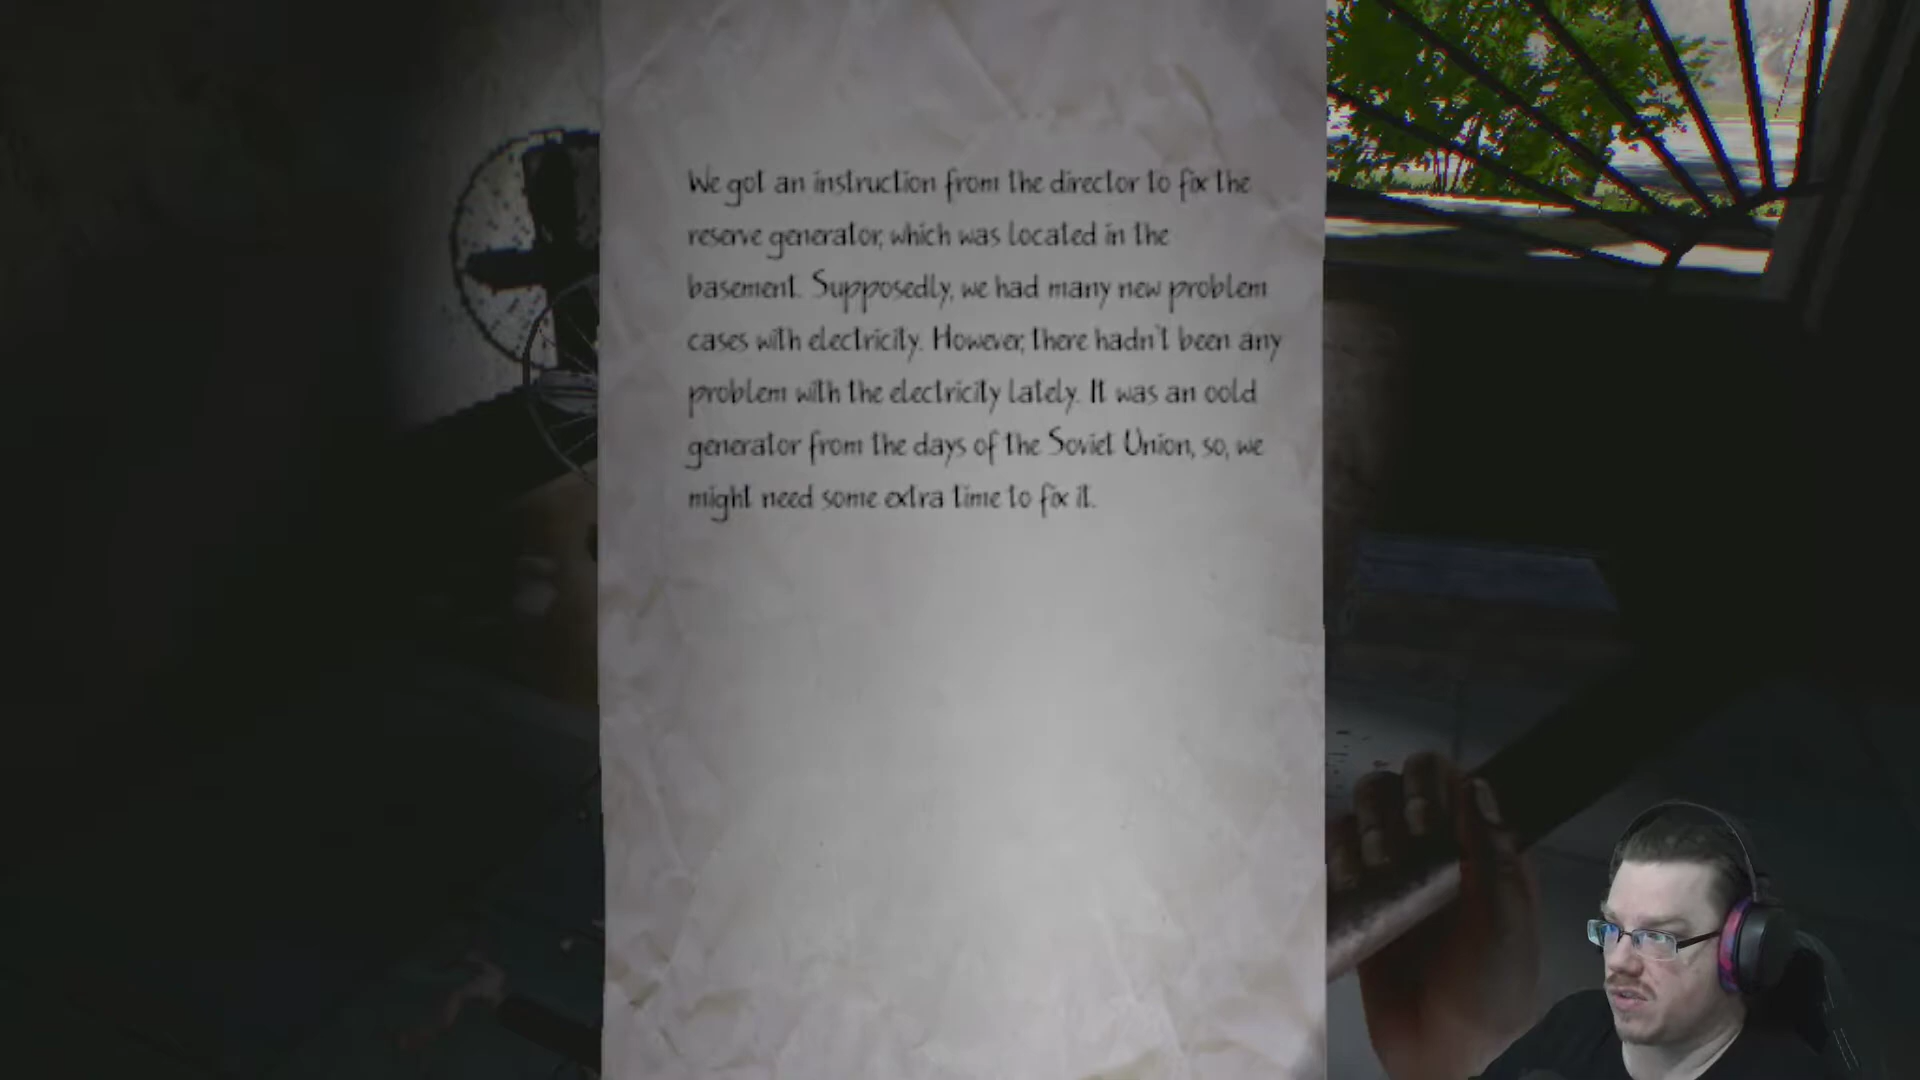 We got an instruction from the director to fix the
reserve generator, which was located in the
basement. Supposedly, we had many new problem
cases with electricity. However, there hadn't been any
problem with the electricity lately. It was an oold
generator from the days of the Soviet Union, so, we
might need some extra time to fix it.